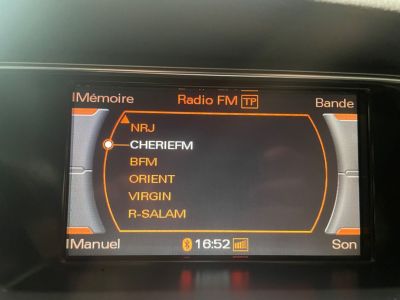 Mémoire Radio FM TP Bande
NRJ
CHERIEFM
BFM
ORIENT
VIRGIN
R-SALAM
Manuel 16:52 Son